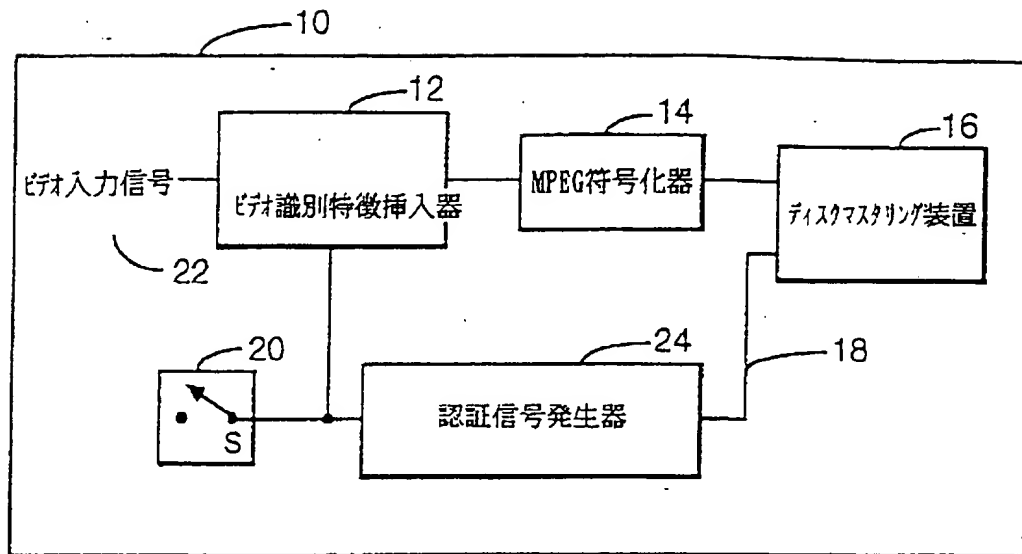 10
12
14
16
ビデオ入力信号
ビデオ識別特徴挿入器
MPEG符号化器
ディスクマスタリング装置
22
20
24
18
S
認証信号発生器